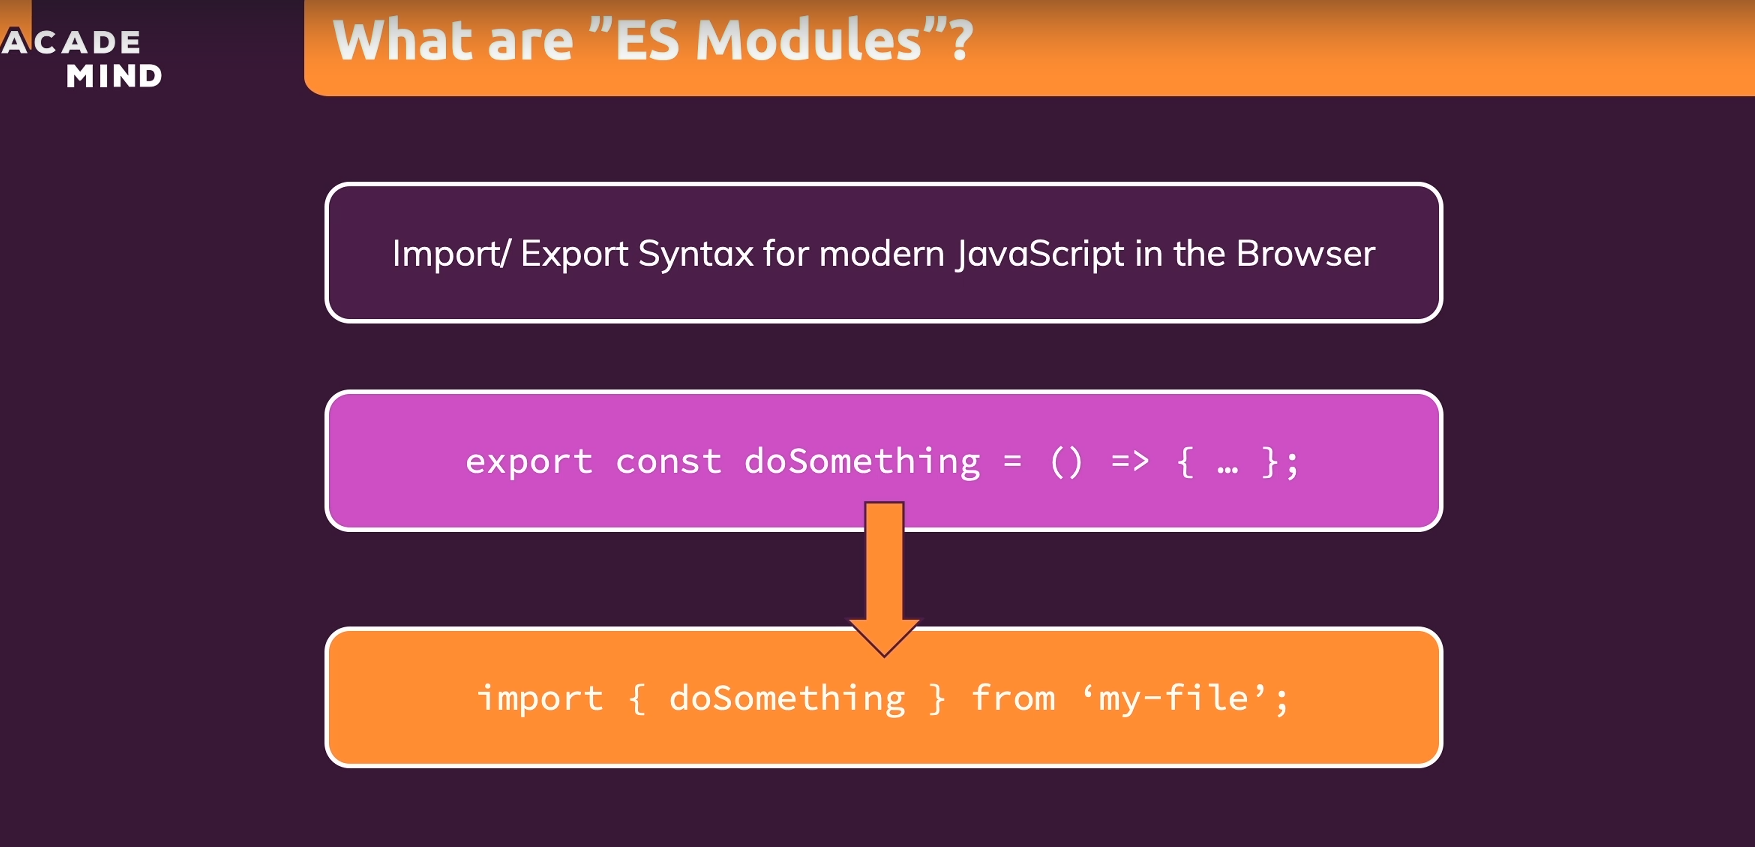 ACADE
MIND
What are ”ES Modules”?
Import/ Export Syntax for modern JavaScript in the Browser
export const doSomething = () => { … };
import { doSomething } from ‘my-file’;